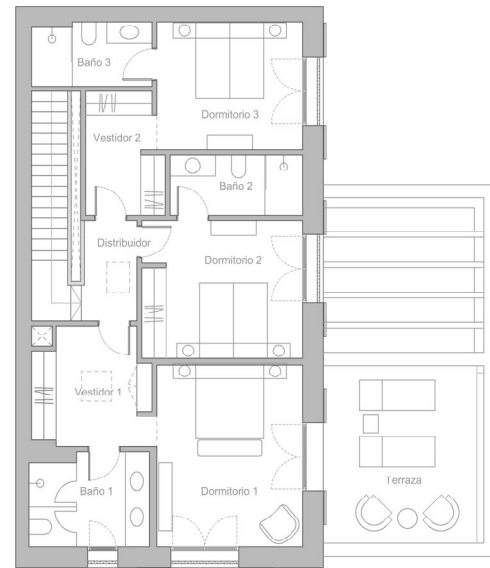 Baño 3
Dormitorio 3
Vestidor 2
Baño 2
Distribuidor
Dormitorio 2
Vestidor 1
Baño 1
Dormitorio 1
Terraza